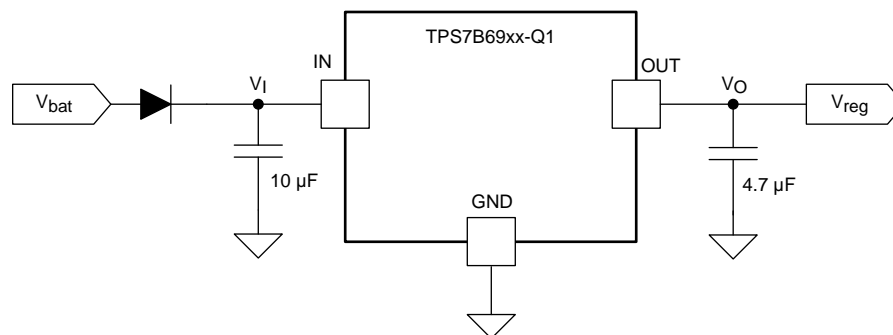 TPS7B69xx-Q1
IN
OUT
V_I
V_O
V_bat
V_reg
10 µF
4.7 µF
GND